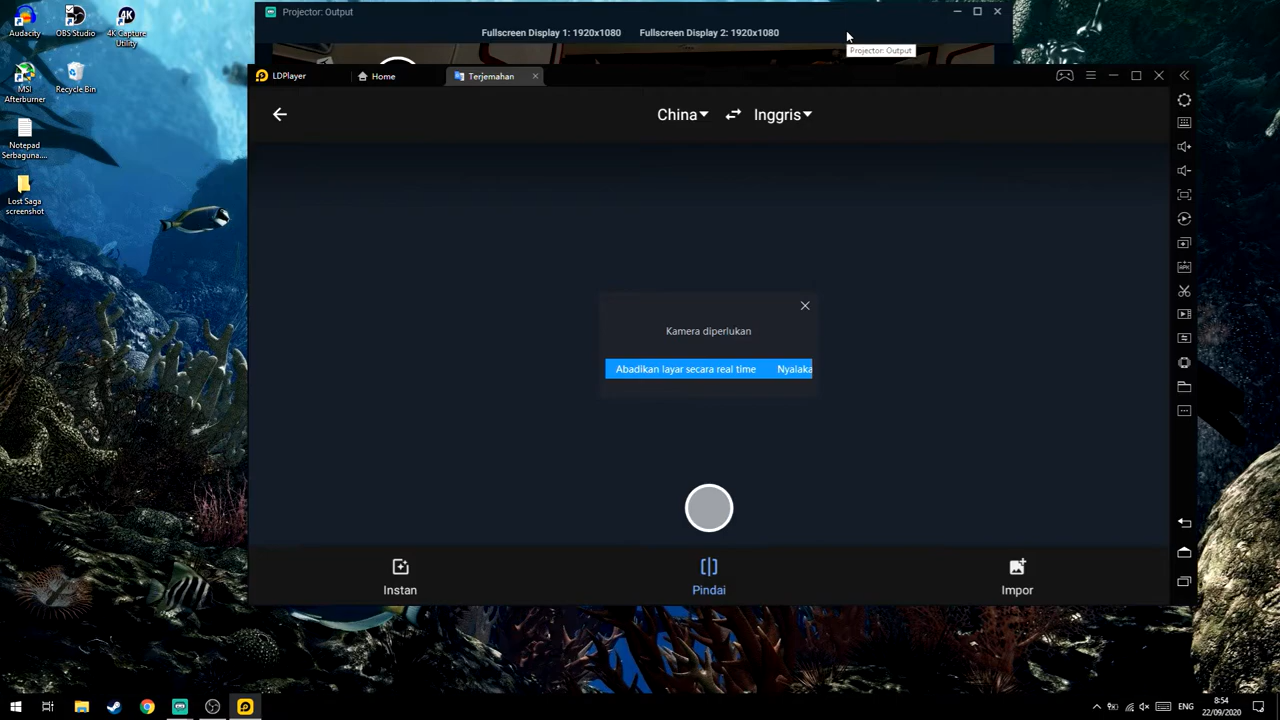 Audacity
OBS Studio
4K Capture
Utility
MSI
Afterburner
Recycle Bin
Notepad
Serbaguna....
Lost Saga
screenshot
Projector: Output
Fullscreen Display 1: 1920x1080
Fullscreen Display 2: 1920x1080
Projector: Output
LDPlayer
Home
Terjemahan
China
Inggris
Kamera diperlukan
Abadikan layar secara real time
Nyalaka
Instan
Pindai
Impor
ENG
8:54
22/09/2020